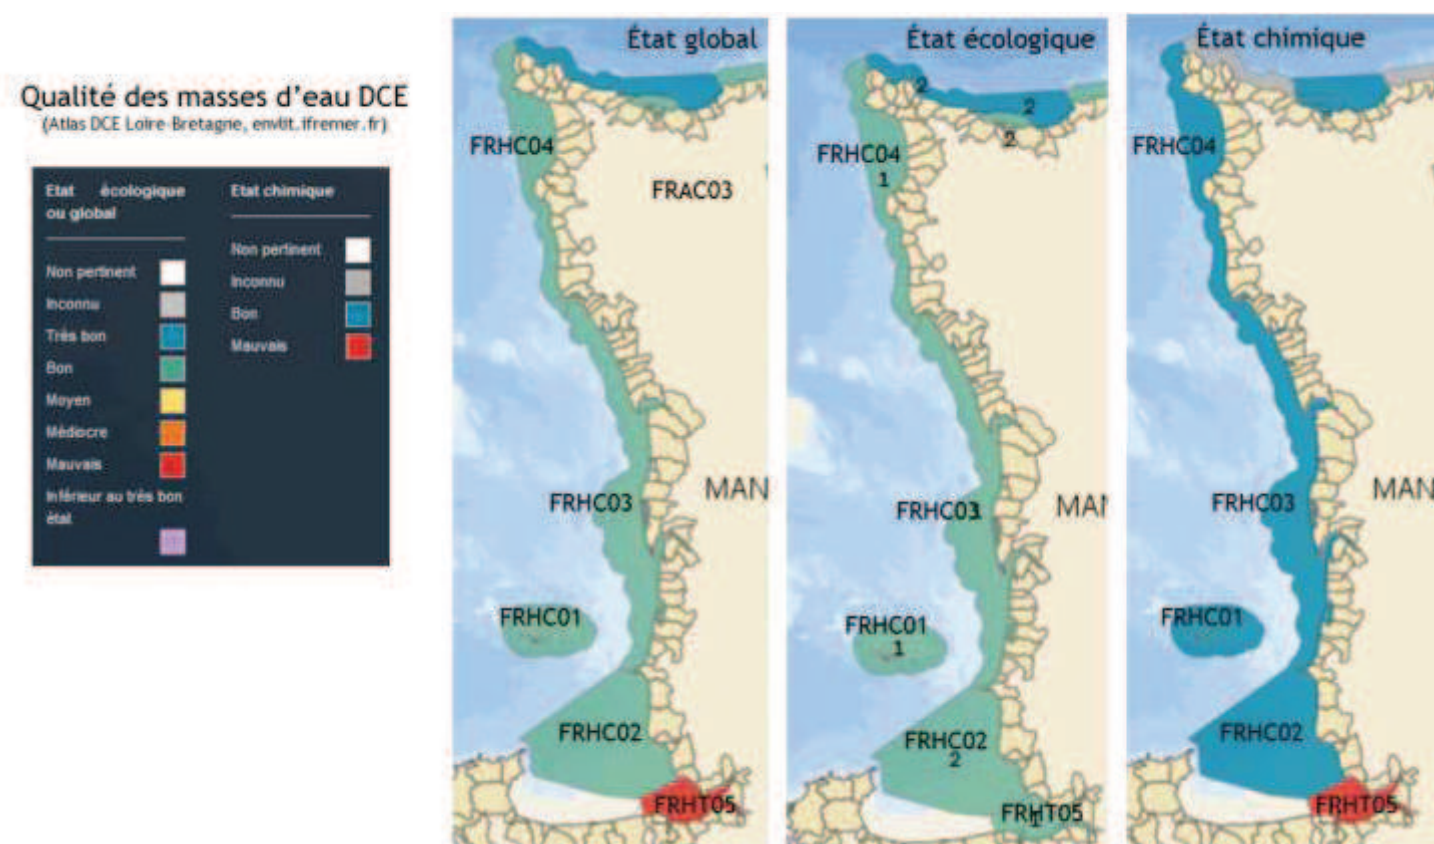 Qualité des masses d'eau DCE
(Atlas DCE Loire-Bretagne, envlit.ifremer.fr)
Etat écologique
ou global
Non pertinent
Inconnu
Très bon
Bon
Moyen
Médiocre
Mauvais
Inférieur au très bon
état
Etat chimique
Non pertinent
Inconnu
Bon
Mauvais
État global
FRHC04
FRAC03
FRHC03
MAN
FRHC01
FRHC02
FRHT05
État écologique
2
2
2
FRHC04
1
FRHC03
1
MAN
FRHC01
1
FRHC02
2
FRHT05
1
État chimique
FRHC04
FRHC03
MAN
FRHC01
FRHC02
FRHT05